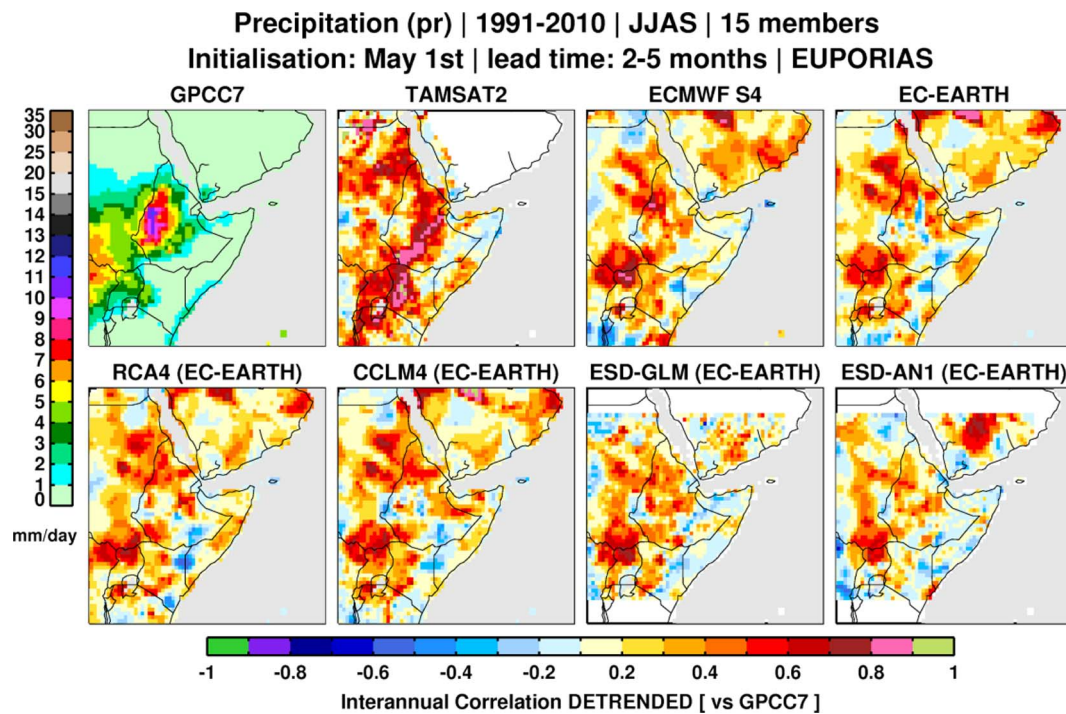 Precipitation (pr) | 1991-2010 | JJAS | 15 members
Initialisation: May 1st | lead time: 2-5 months | EUPORIAS
GPCC7 TAMSAT2 ECMWF S4 EC-EARTH
35
30
25
20
15
14
13
12
11
10
9
8
7
6
5
4
3
2
1
0
mm/day
RCA4 (EC-EARTH) CCLM4 (EC-EARTH) ESD-GLM (EC-EARTH) ESD-AN1 (EC-EARTH)
-1 -0.8 -0.6 -0.4 -0.2 0.2 0.4 0.6 0.8 1
Interannual Correlation DETRENDED [ vs GPCC7 ]